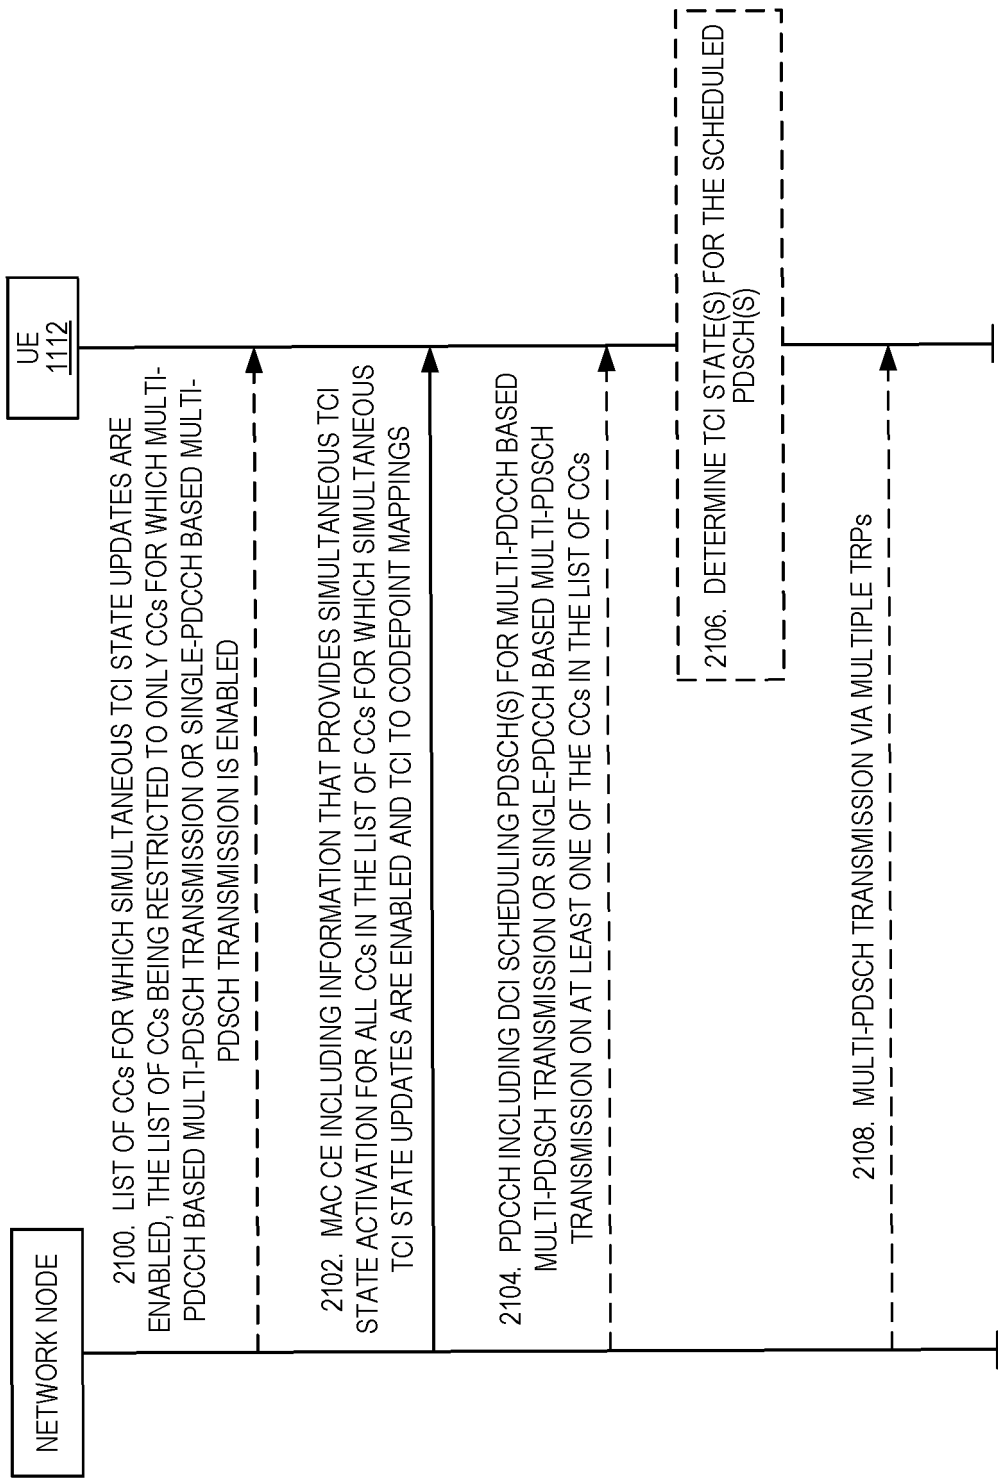 NETWORK NODE
UE
1112
2100. LIST OF CCs FOR WHICH SIMULTANEOUS TCI STATE UPDATES ARE
ENABLED, THE LIST OF CCs BEING RESTRICTED TO ONLY CCs FOR WHICH MULTI-
PDCCH BASED MULTI-PDSCH TRANSMISSION OR SINGLE-PDCCH BASED MULTI-
PDSCH TRANSMISSION IS ENABLED
2102. MAC CE INCLUDING INFORMATION THAT PROVIDES SIMULTANEOUS TCI
STATE ACTIVATION FOR ALL CCs IN THE LIST OF CCs FOR WHICH SIMULTANEOUS
TCI STATE UPDATES ARE ENABLED AND TCI TO CODEPOINT MAPPINGS
2104. PDCCH INCLUDING DCI SCHEDULING PDSCH(S) FOR MULTI-PDCCH BASED
MULTI-PDSCH TRANSMISSION OR SINGLE-PDCCH BASED MULTI-PDSCH
TRANSMISSION ON AT LEAST ONE OF THE CCs IN THE LIST OF CCs
2106. DETERMINE TCI STATE(S) FOR THE SCHEDULED
PDSCH(S)
2108. MULTI-PDSCH TRANSMISSION VIA MULTIPLE TRPs